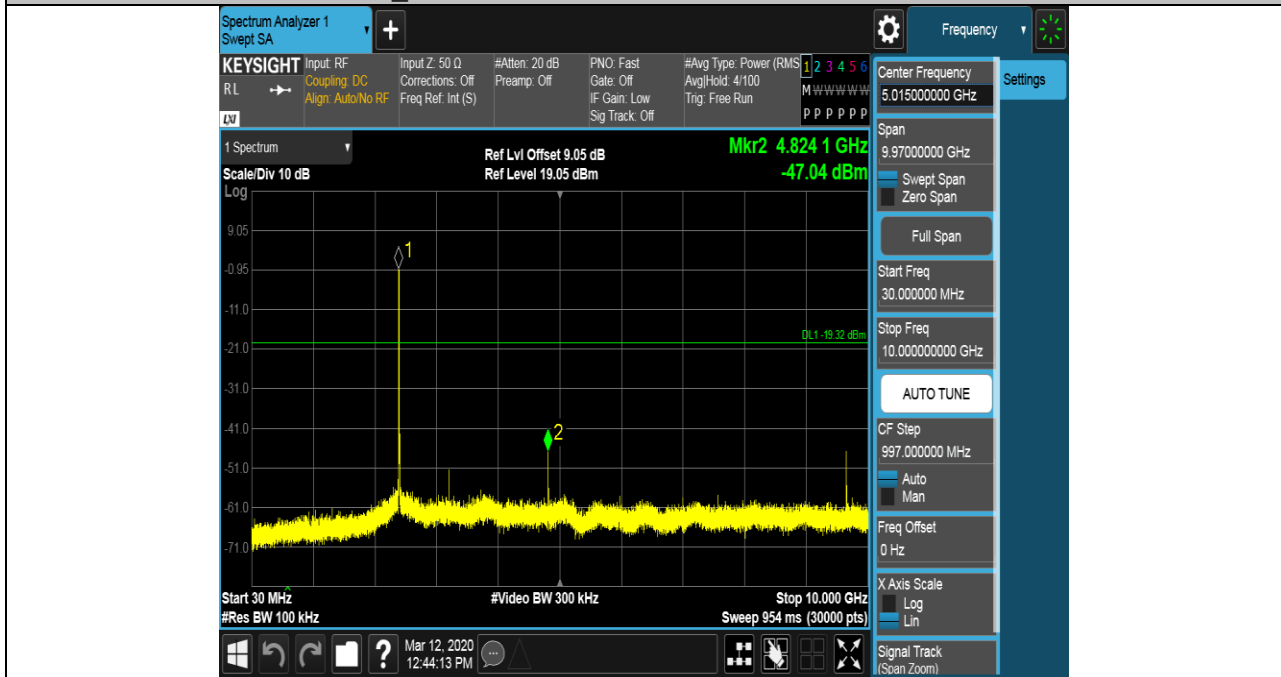 Spectrum Analyzer 1
Swept SA
+
Frequency
KEYSIGHT
RL
LXI
Input: RF
Coupling: DC
Align: Auto/No RF
Input Z: 50 Ω
Corrections: Off
Freq Ref: Int (S)
#Atten: 20 dB
Preamp: Off
PNO: Fast
Gate: Off
IF Gain: Low
Sig Track: Off
#Avg Type: Power (RMS
Avg|Hold: 4/100
Trig: Free Run
1 2 3 4 5 6
M W W W W W
P P P P P P
Center Frequency
5.015000000 GHz
Settings
1 Spectrum
Scale/Div 10 dB
Ref Lvl Offset 9.05 dB
Ref Level 19.05 dBm
Mkr2 4.824 1 GHz
-47.04 dBm
Log
9.05
-0.95
-11.0
-21.0
-31.0
-41.0
-51.0
-61.0
-71.0
1
DL1 -19.32 dBm
2
Start 30 MHz
#Res BW 100 kHz
#Video BW 300 kHz
Stop 10.000 GHz
Sweep 954 ms (30000 pts)
Span
9.97000000 GHz
Swept Span
Zero Span
Full Span
Start Freq
30.000000 MHz
Stop Freq
10.000000000 GHz
AUTO TUNE
CF Step
997.000000 MHz
Auto
Man
Freq Offset
0 Hz
X Axis Scale
Log
Lin
Signal Track
(Span Zoom)
?
Mar 12, 2020
12:44:13 PM